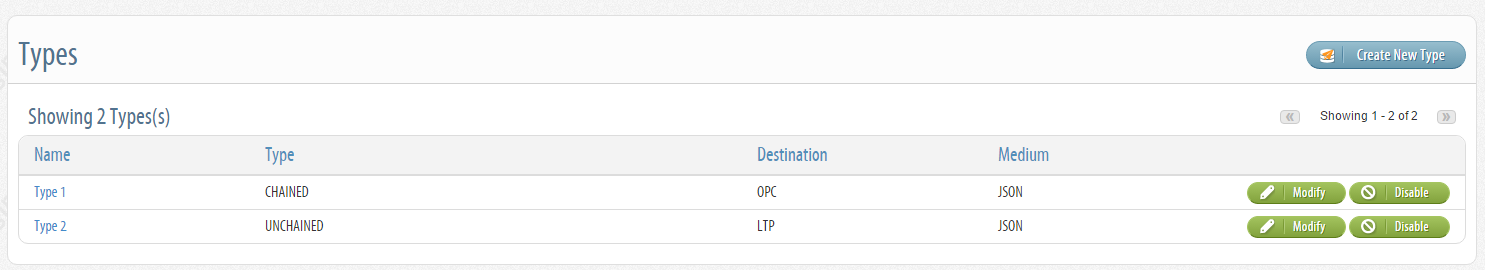 Types
Create New Type
Showing 2 Types(s)
« Showing 1 - 2 of 2 »
Name Type Destination Medium
Type 1 CHAINED OPC JSON Modify Disable
Type 2 UNCHAINED LTP JSON Modify Disable